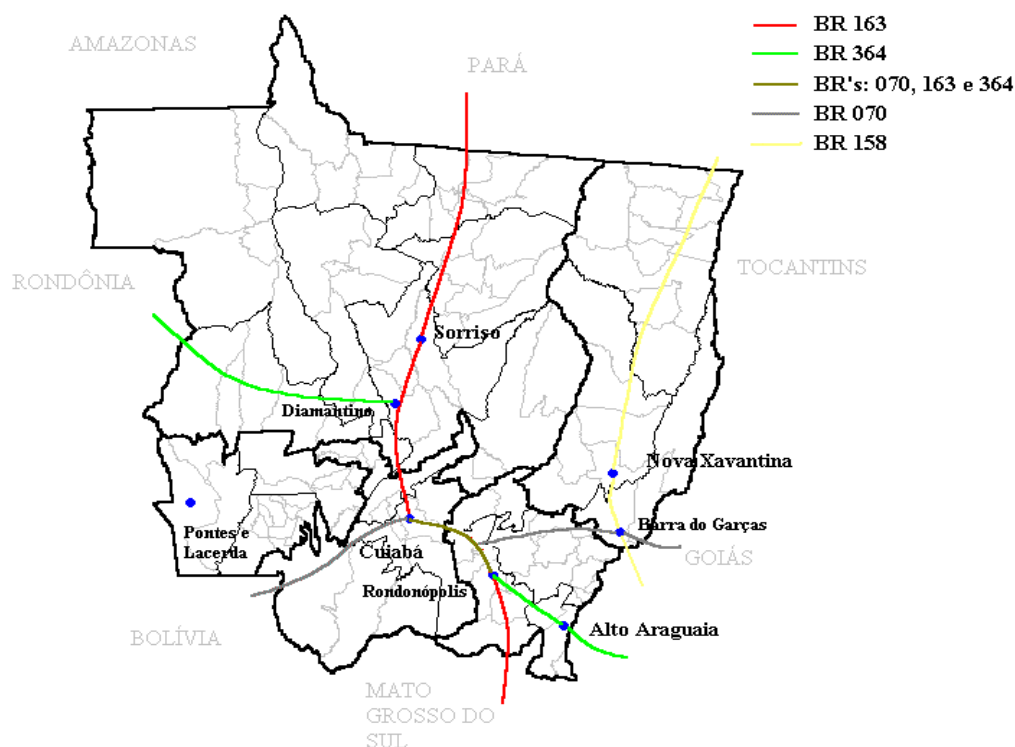 BR 163
AMAZONAS
BR 364
PARÁ
BR's: 070, 163 e 364
BR 070
BR 158
TOCANTINS
RONDÔNIA
Sorriso
Diamantino
Nova Xavantina
Barra do Garças
Pontes e
Lacerda
Cuiabá
GOIÁS
Rondonópolis
Alto Araguaia
BOLÍVIA
MATO
GROSSO DO
SUL